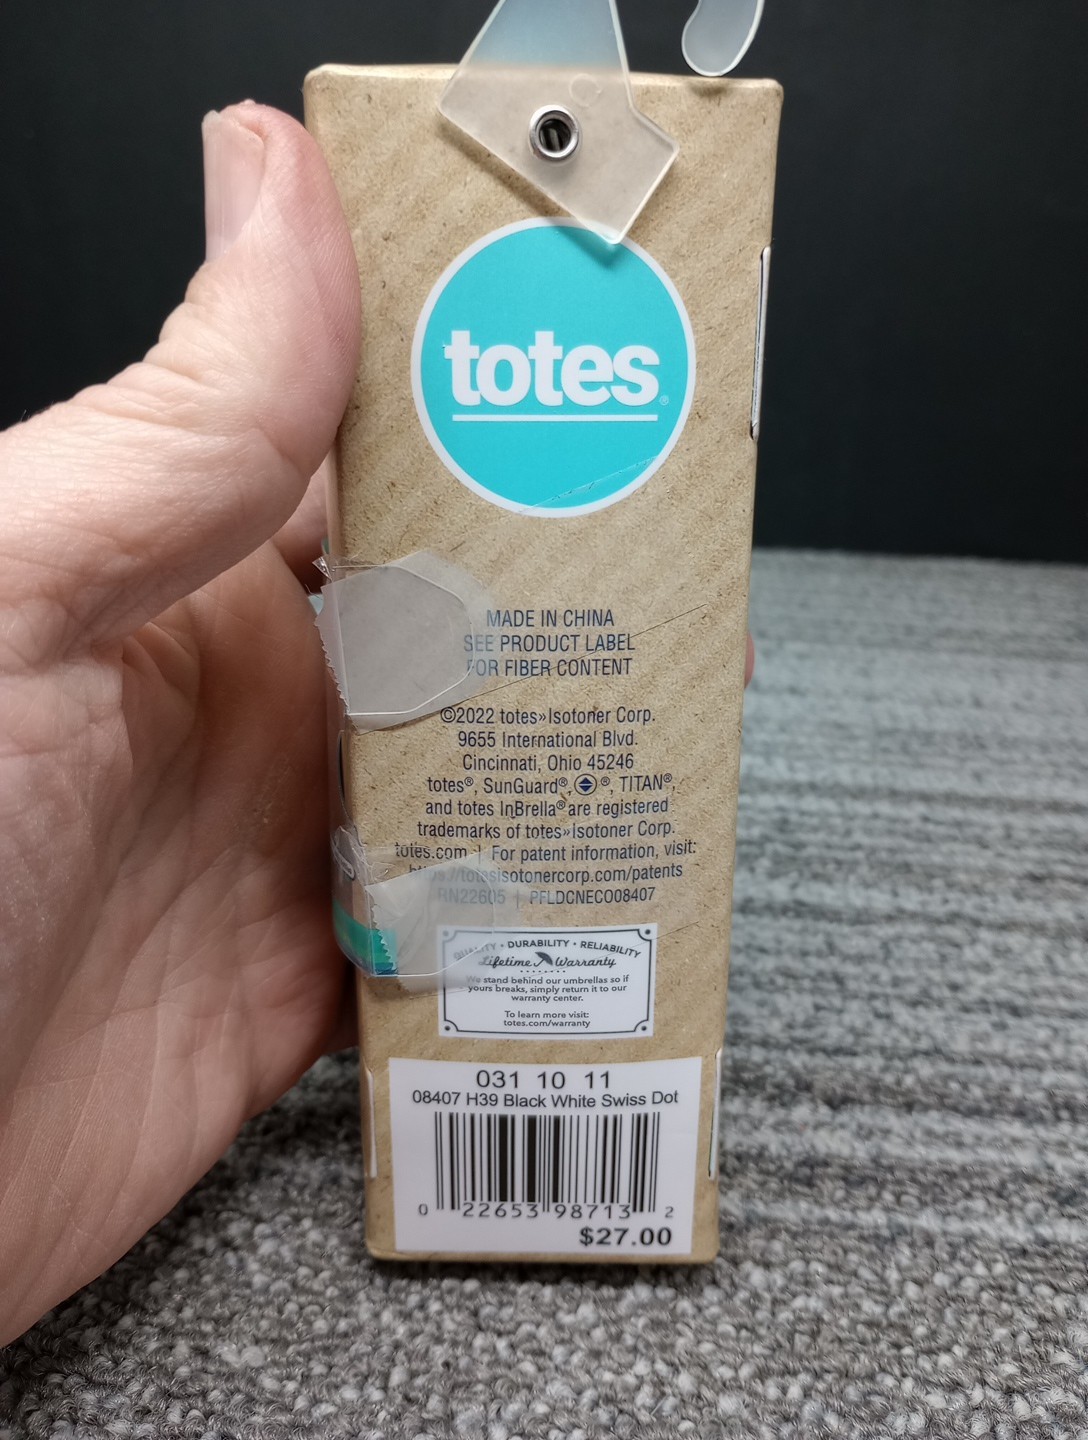 totes®
MADE IN CHINA
SEE PRODUCT LABEL
FOR FIBER CONTENT
©2022 totes»Isotoner Corp.
9655 International Blvd.
Cincinnati, Ohio 45246
totes®, SunGuard®, ®, TITAN®,
and totes InBrella® are registered
trademarks of totes»Isotoner Corp.
totes.com | For patent information, visit:
https://totesisotonercorp.com/patents
RN22605 | PFLDCNECO08407
QUALITY • DURABILITY • RELIABILITY
Lifetime Warranty
We stand behind our umbrellas so if
yours breaks, simply return it to our
warranty center.
To learn more visit:
totes.com/warranty
031 10 11
08407 H39 Black White Swiss Dot
0 22653 98713 2
$27.00